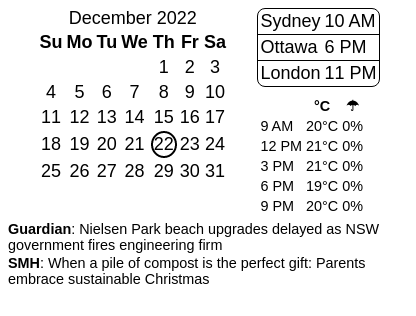 December 2022
Su Mo Tu We Th Fr Sa
1 2 3
4 5 6 7 8 9 10
11 12 13 14 15 16 17
18 19 20 21 22 23 24
25 26 27 28 29 30 31
Sydney 10 AM
Ottawa 6 PM
London 11 PM
°C ☂
9 AM 20°C 0%
12 PM 21°C 0%
3 PM 21°C 0%
6 PM 19°C 0%
9 PM 20°C 0%
Guardian: Nielsen Park beach upgrades delayed as NSW
government fires engineering firm
SMH: When a pile of compost is the perfect gift: Parents
embrace sustainable Christmas